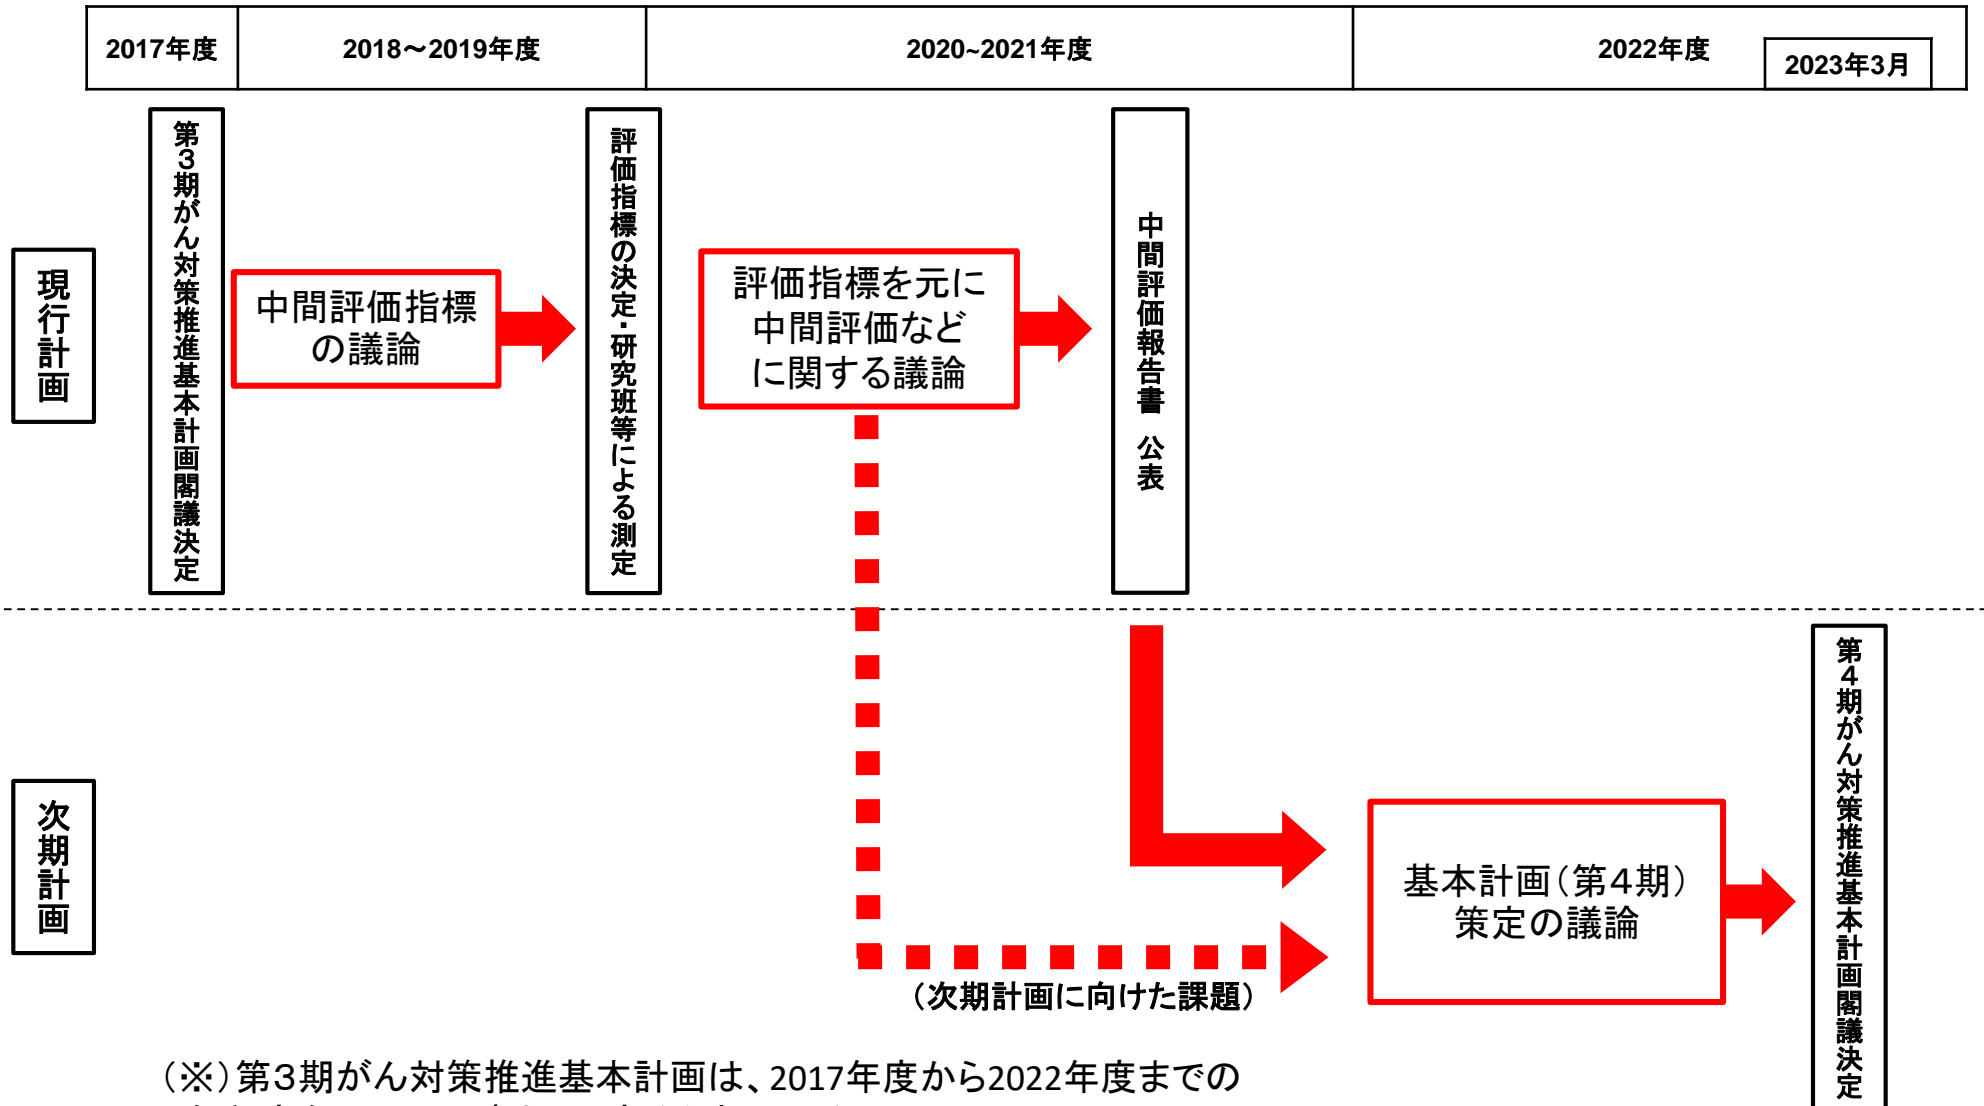 2017年度
2018～2019年度
2020~2021年度
2022年度
2023年3月
現行計画
第3期がん対策推進基本計画閣議決定
中間評価指標
の議論
評価指標の決定・研究班等による測定
評価指標を元に
中間評価など
に関する議論
中間評価報告書 公表
次期計画
基本計画（第４期）
策定の議論
第４期がん対策推進基本計画閣議決定
（次期計画に向けた課題）
（※）第３期がん対策推進基本計画は、2017年度から2022年度までの